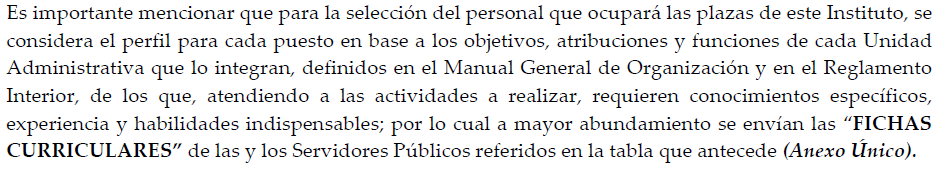 Es importante mencionar que para la selección del personal que ocupará las plazas de este Instituto, se
considera el perfil para cada puesto en base a los objetivos, atribuciones y funciones de cada Unidad
Administrativa que lo integran, definidos en el Manual General de Organización y en el Reglamento
Interior, de los que, atendiendo a las actividades a realizar, requieren conocimientos específicos,
experiencia y habilidades indispensables; por lo cual a mayor abundamiento se envían las “FICHAS
CURRICULARES” de las y los Servidores Públicos referidos en la tabla que antecede (Anexo Único).